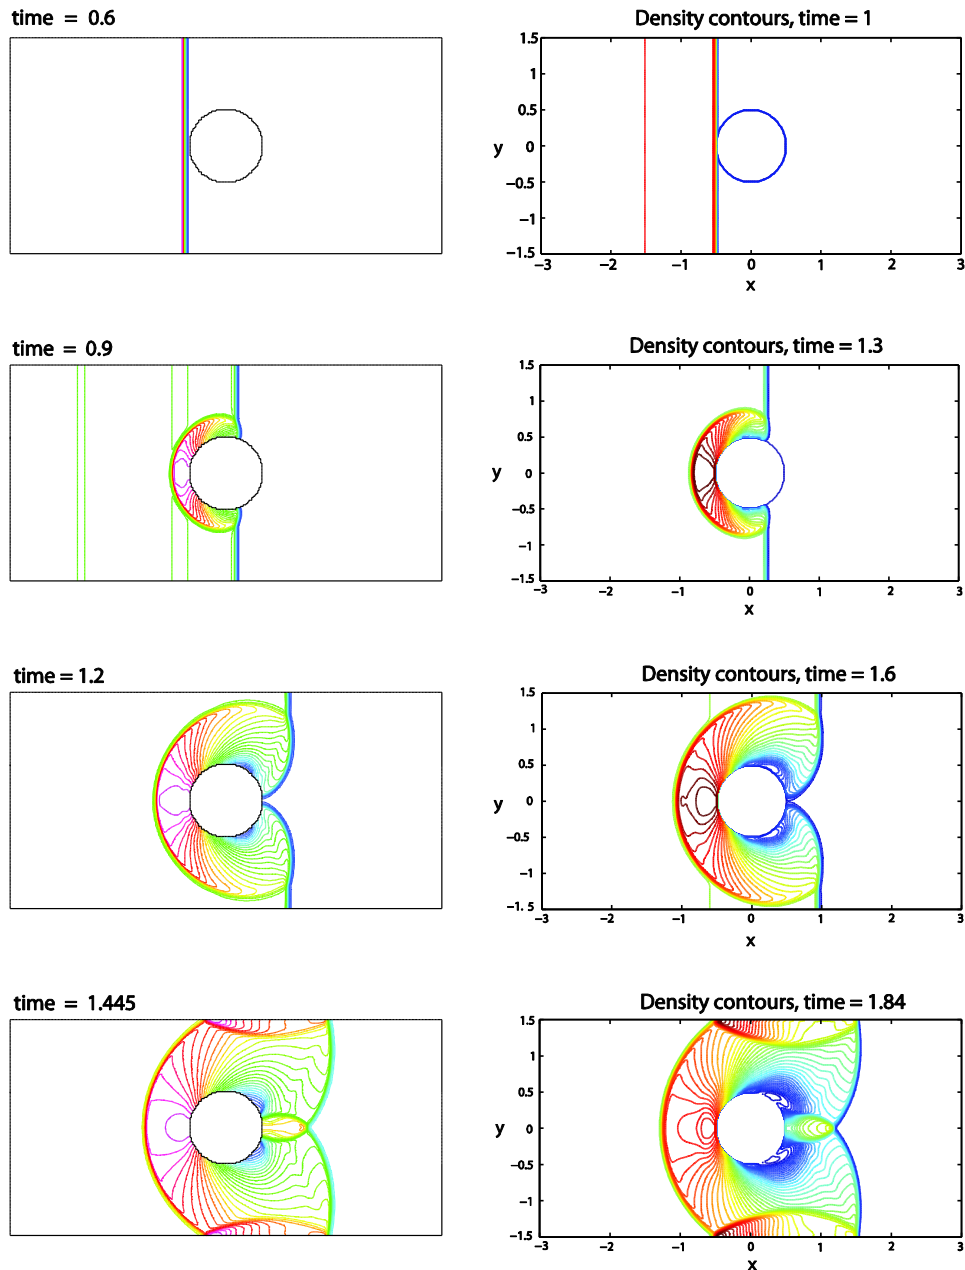 time = 0.6
Density contours, time = 1
1.5
1
0.5
y 0
−0.5
−1
−1.5
−3 −2 −1 0 1 2 3
x
time = 0.9
Density contours, time = 1.3
1.5
1
0.5
y 0
−0.5
−1
−1.5
−3 −2 −1 0 1 2 3
x
time = 1.2
Density contours, time = 1.6
1.5
1
0.5
y 0
−0.5
−1
−1.5
−3 −2 −1 0 1 2 3
x
time = 1.445
Density contours, time = 1.84
1.5
1
0.5
y 0
−0.5
−1
−1.5
−3 −2 −1 0 1 2 3
x